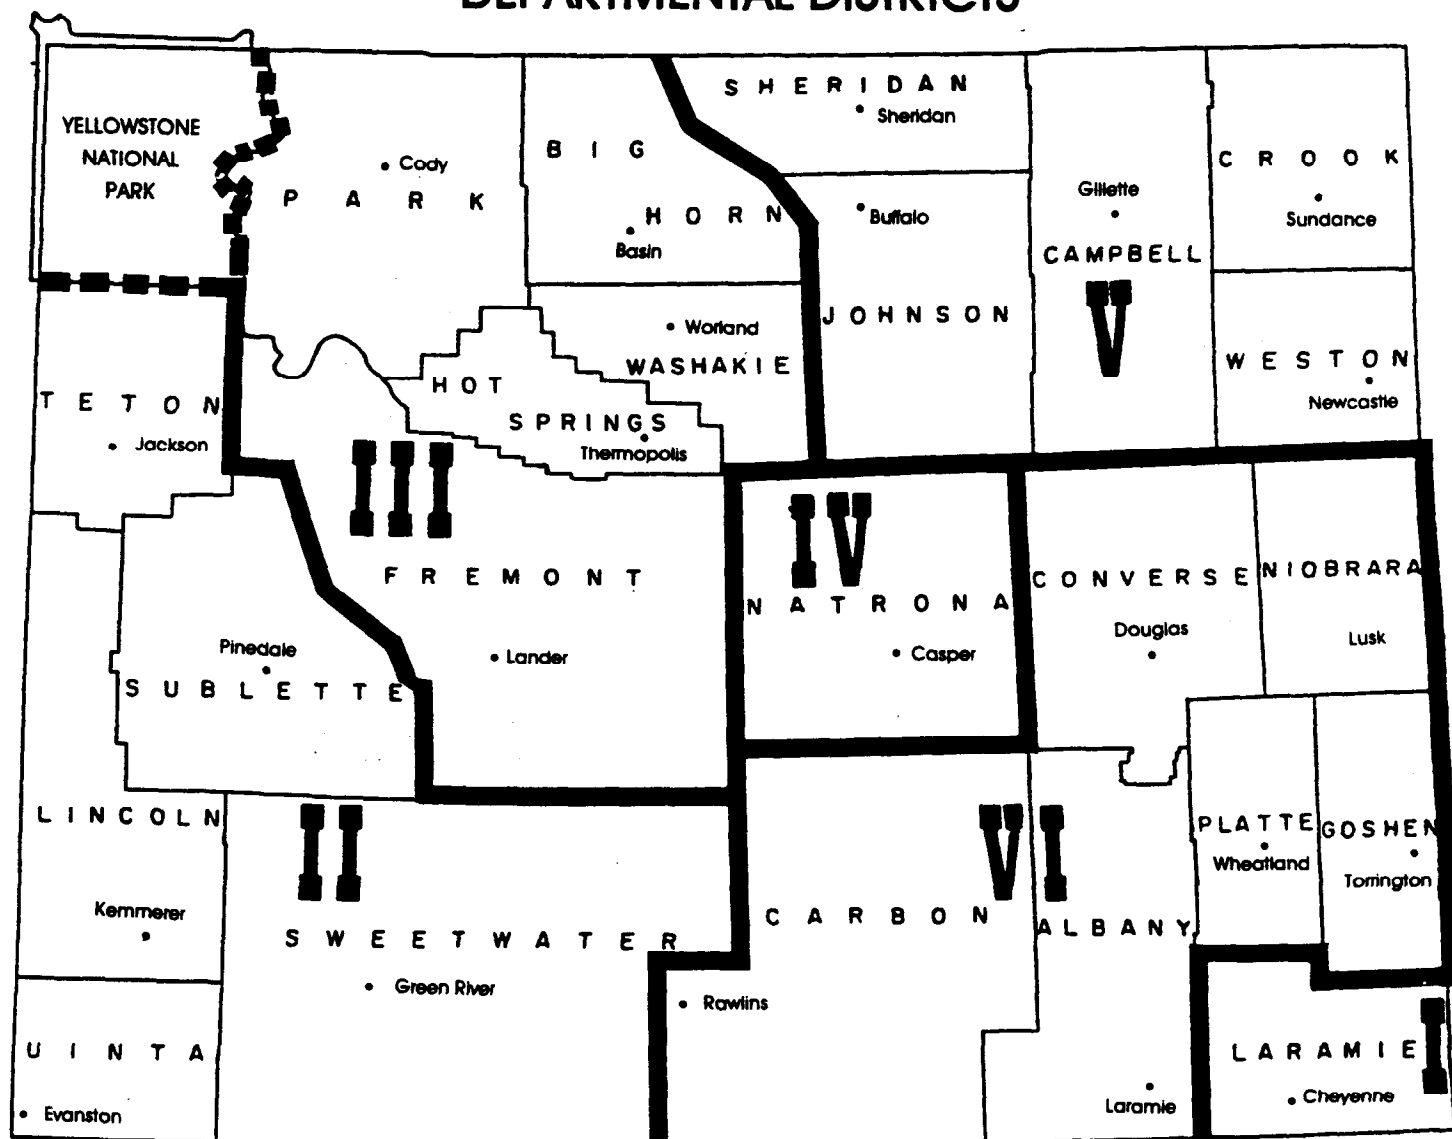 DEPARTMENTAL DISTRICTS
SHERIDAN
Sheridan
YELLOWSTONE
NATIONAL
PARK
Cody
PARK
BIG
HORN
Basin
Buffalo
Gillette
CAMPBELL
V
CROOK
Sundance
JOHNSON
Worland
WASHAKIE
HOT
SPRINGS
Thermopolis
WESTON
Newcastle
TETON
Jackson
III
FREMONT
Lander
IV
NATRONA
Casper
CONVERSE
Douglas
NIOBRARA
Lusk
Pinedale
SUBLETTE
LINCOLN
Kemmerer
II
SWEETWATER
Green River
VI
CARBON
Rawlins
ALBANY
Laramie
PLATTE
Wheatland
GOSHEN
Torrington
UINTA
Evanston
I
LARAMIE
Cheyenne